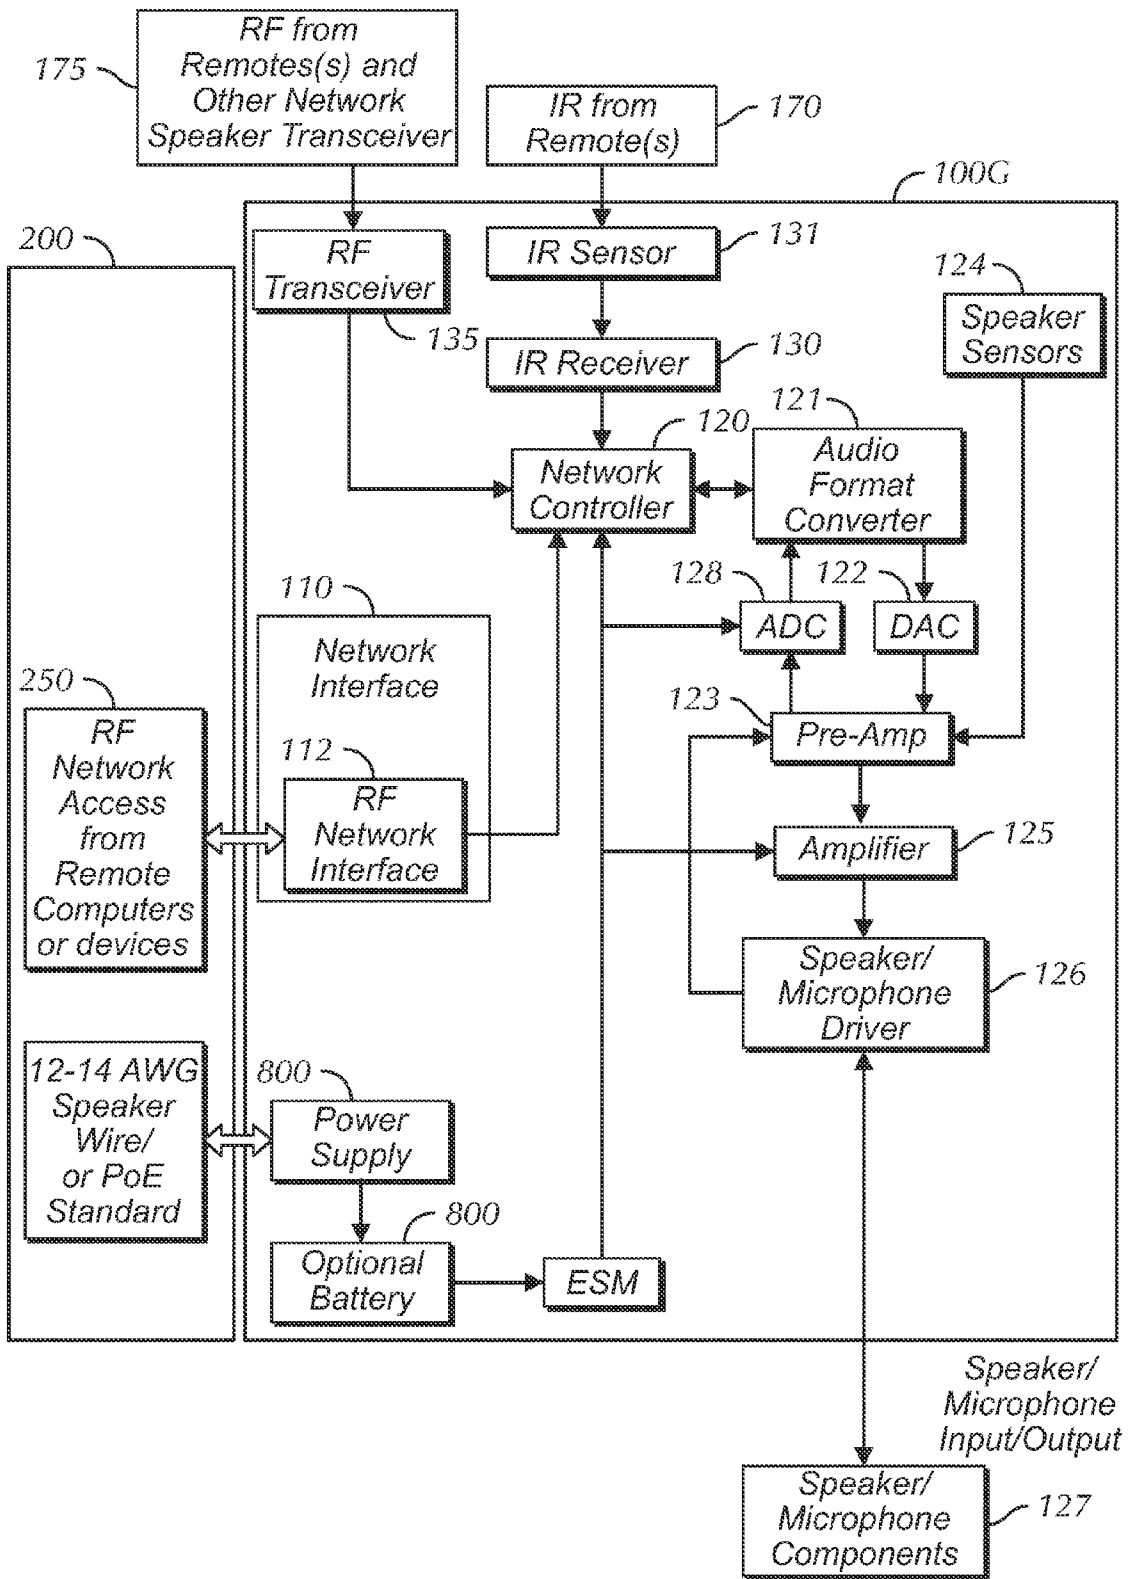 RF from
Remotes(s) and
Other Network
Speaker Transceiver
175
IR from
Remote(s)
170
100G
200
RF
Transceiver
135
IR Sensor
131
124
Speaker
Sensors
IR Receiver
130
121
120
Network
Controller
Audio
Format
Converter
128
122
ADC
DAC
110
Network
Interface
250
RF
Network
Access
from
Remote
Computers
or devices
112
RF
Network
Interface
123
Pre-Amp
Amplifier
125
Speaker/
Microphone
Driver
126
12-14 AWG
Speaker
Wire/
or PoE
Standard
800
Power
Supply
800
Optional
Battery
ESM
Speaker/
Microphone
Input/Output
Speaker/
Microphone
Components
127